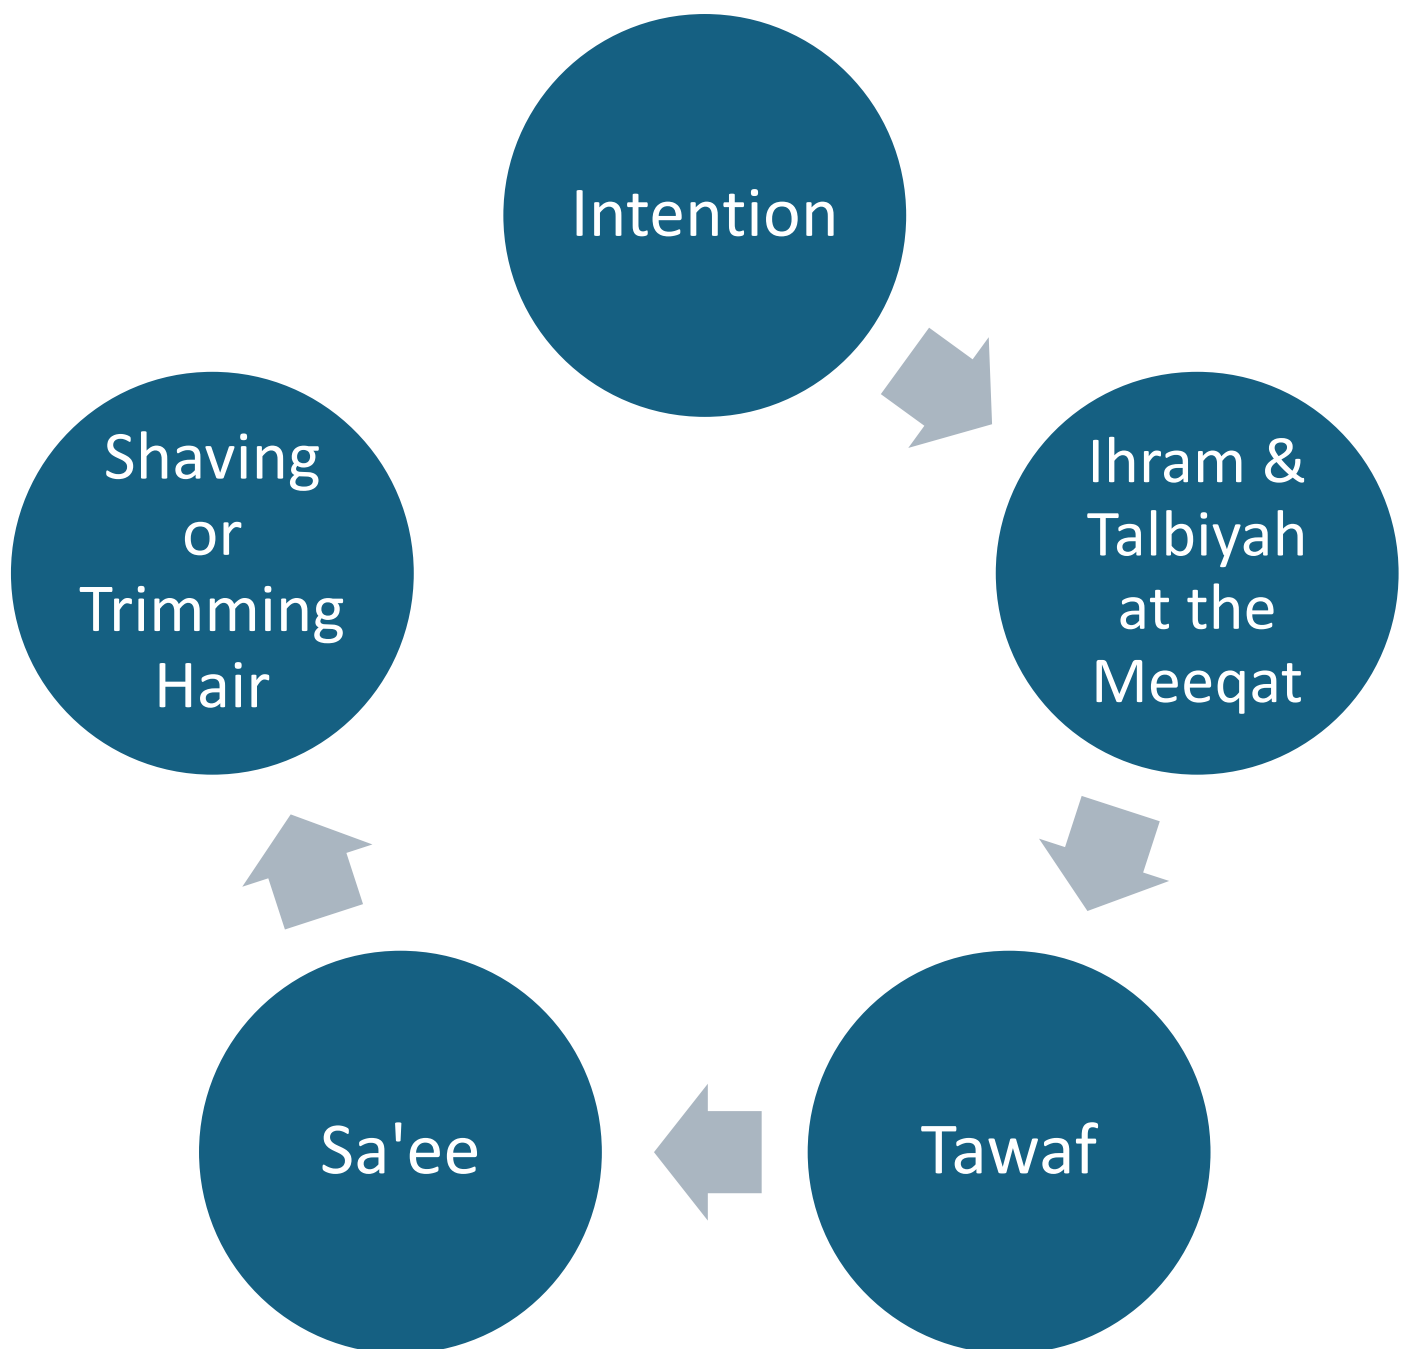 Intention
Ihram &
Talbiyah
at the
Meeqat
Tawaf
Sa'ee
Shaving
or
Trimming
Hair